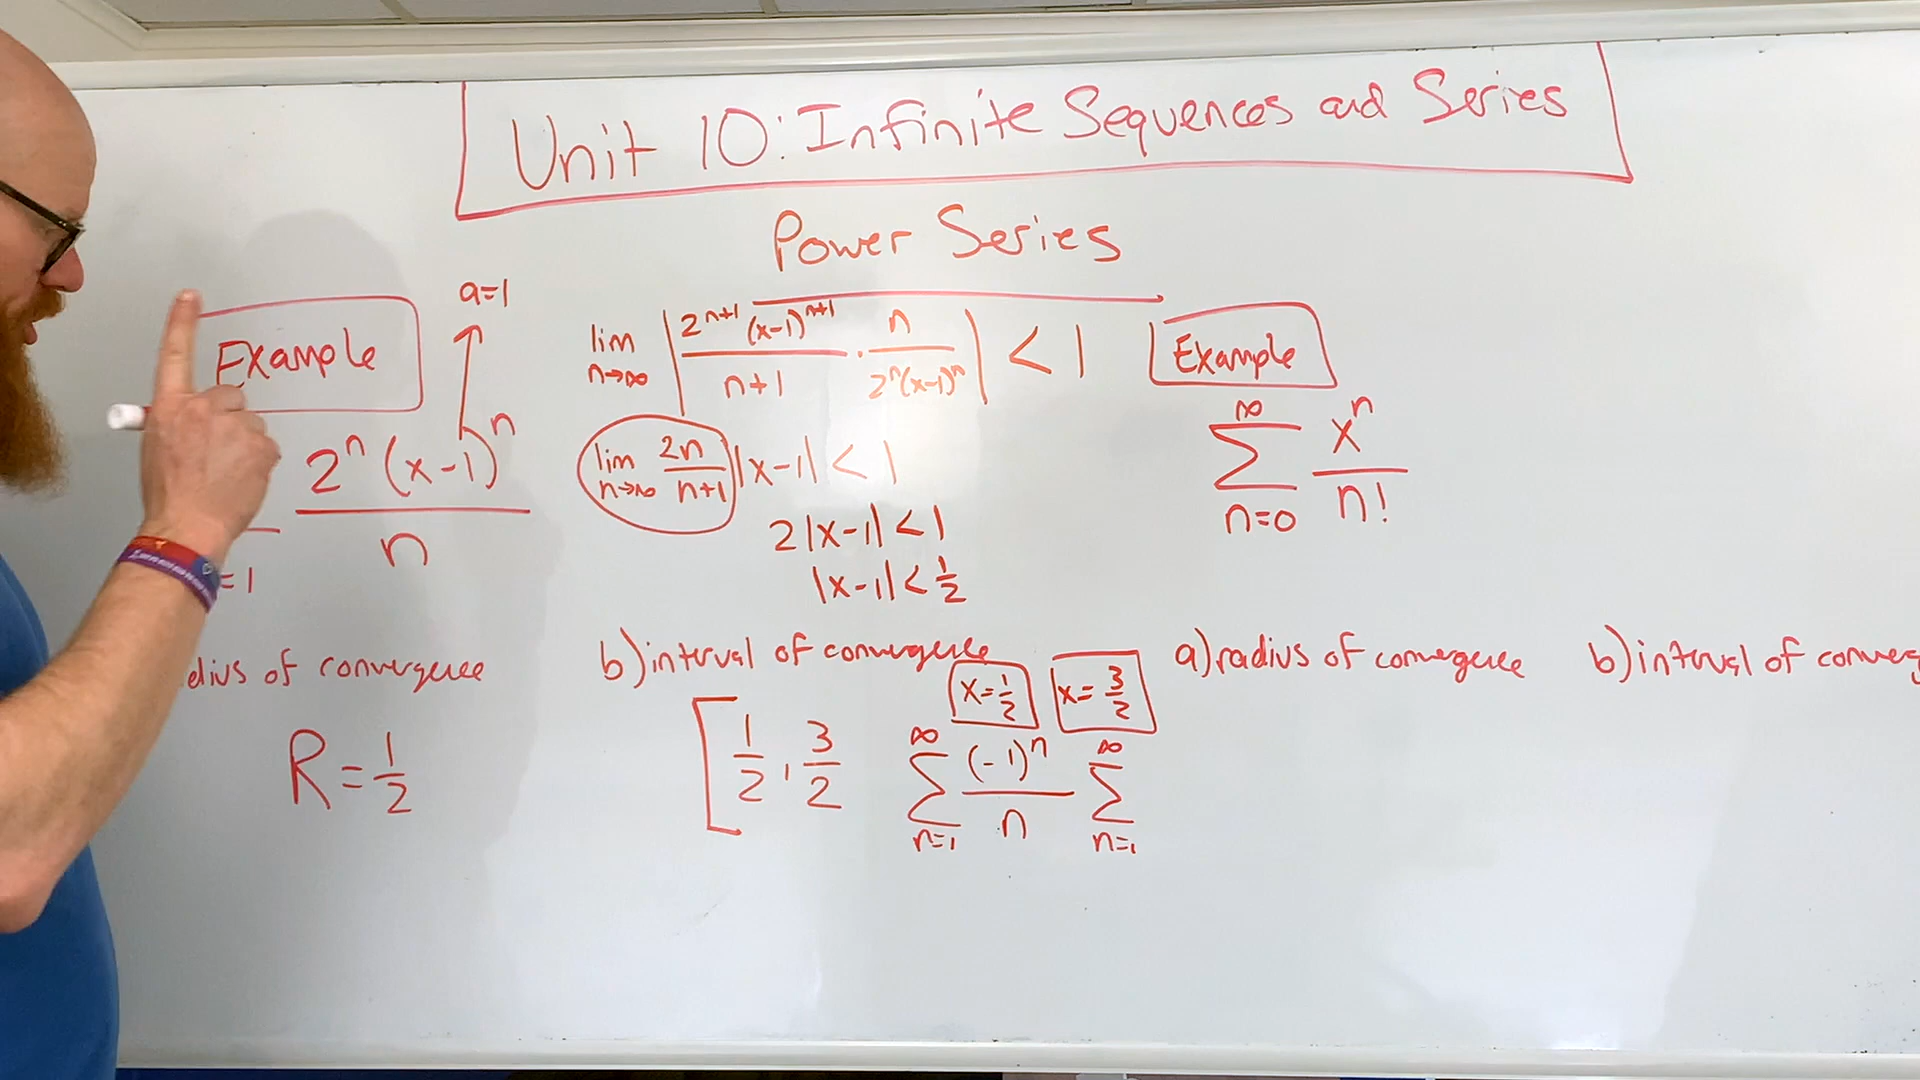 Unit 10: Infinite Sequences and Series
Power Series
Example
a=1
2^n (x-1)^n / n
=1
lim n→∞ | 2^(n+1) (x-1)^(n+1) / n+1 · n / 2^n (x-1)^n | < 1
lim n→∞ 2n / n+1 |x-1| < 1
2|x-1| < 1
|x-1| < 1/2
Example
∞ Σ n=0 x^n / n!
dius of convergence
R = 1/2
b) interval of convergence
[ 1/2 , 3/2
x = 1/2
∞ Σ n=1 (-1)^n / n
x = 3/2
∞ Σ n=1
a) radius of convergence
b) interval of converg